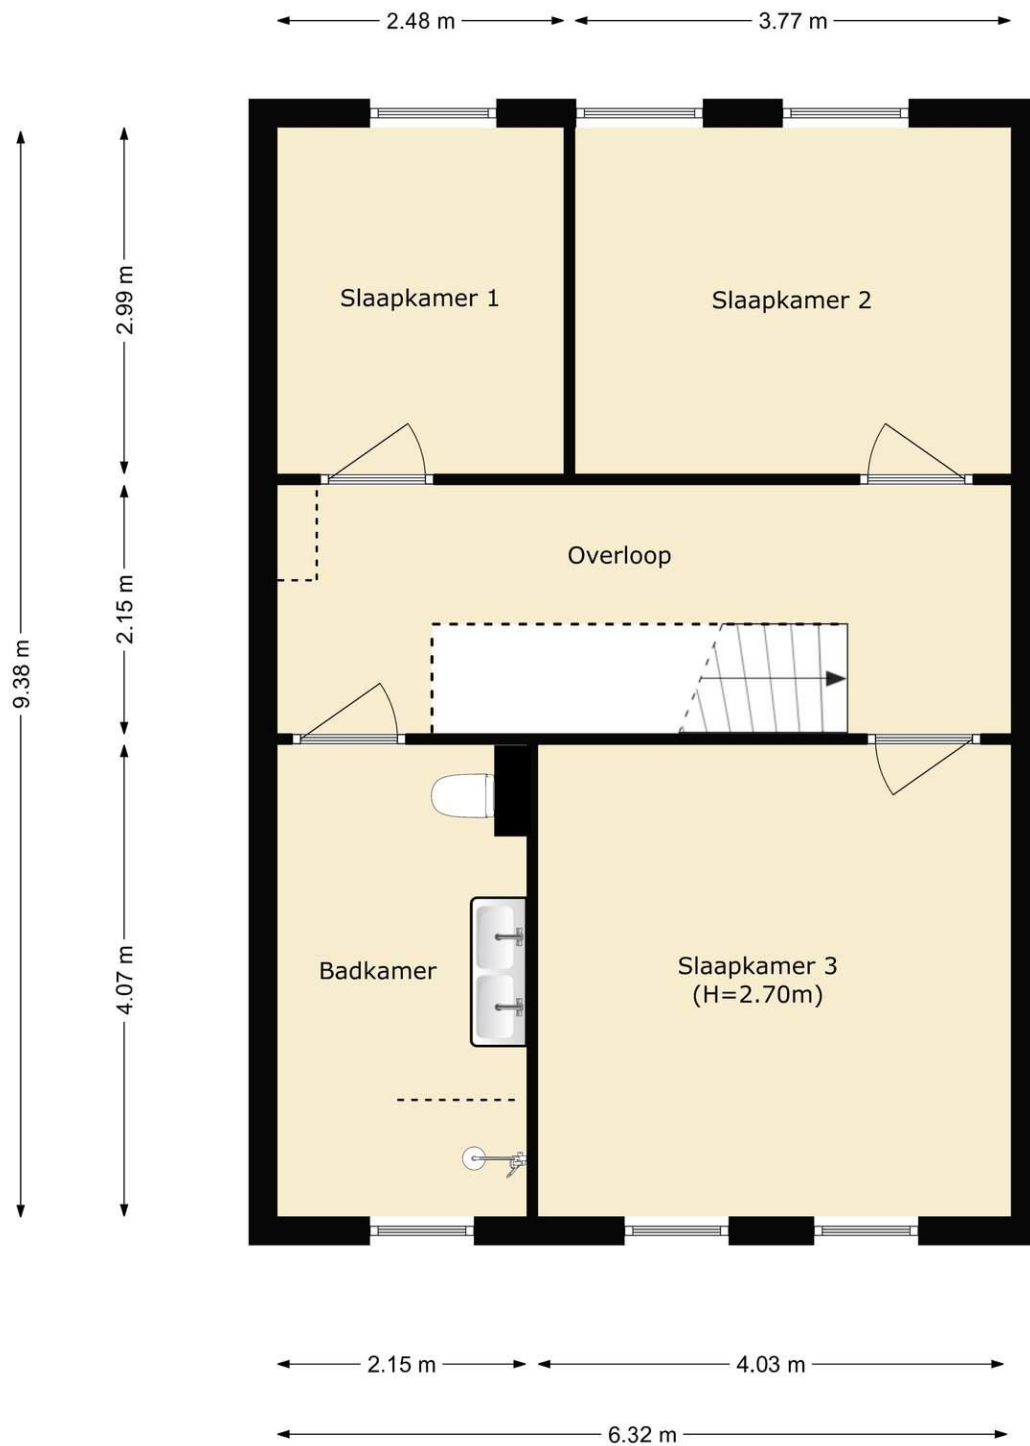 2.48 m
3.77 m
2.99 m
Slaapkamer 1
Slaapkamer 2
Overloop
2.15 m
9.38 m
4.07 m
Badkamer
Slaapkamer 3
(H=2.70m)
2.15 m
4.03 m
6.32 m